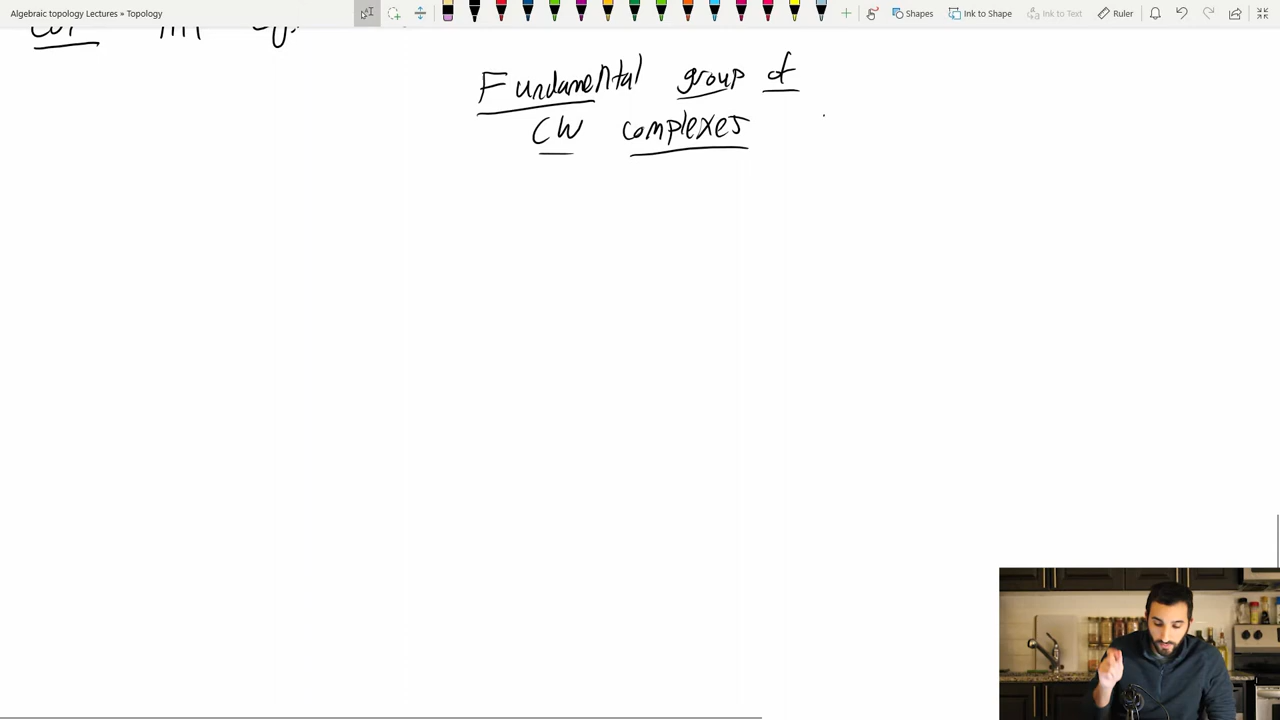 Algebraic topology Lectures » Topology
Shapes
Ink to Shape
Ink to Text
Ruler
Fundamental group of
CW complexes